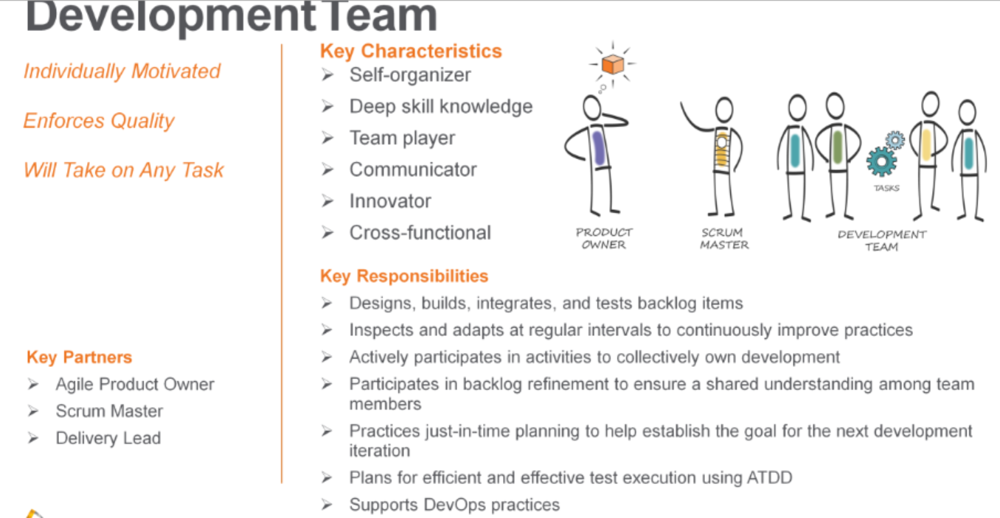 Development Team
Individually Motivated
Enforces Quality
Will Take on Any Task
Key Partners
➢ Agile Product Owner
➢ Scrum Master
➢ Delivery Lead
Key Characteristics
➢ Self-organizer
➢ Deep skill knowledge
➢ Team player
➢ Communicator
➢ Innovator
➢ Cross-functional
PRODUCT
OWNER
SCRUM
MASTER
TASKS
DEVELOPMENT
TEAM
Key Responsibilities
➢ Designs, builds, integrates, and tests backlog items
➢ Inspects and adapts at regular intervals to continuously improve practices
➢ Actively participates in activities to collectively own development
➢ Participates in backlog refinement to ensure a shared understanding among team
members
➢ Practices just-in-time planning to help establish the goal for the next development
iteration
➢ Plans for efficient and effective test execution using ATDD
➢ Supports DevOps practices